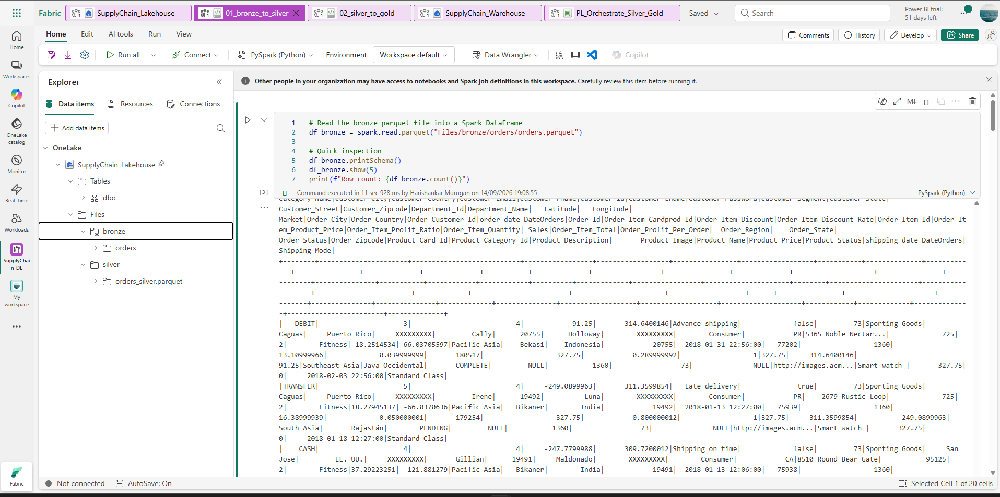 Fabric
SupplyChain_Lakehouse
01_bronze_to_silver
02_silver_to_gold
SupplyChain_Warehouse
PL_Orchestrate_Silver_Gold
Saved
Search
Power BI trial:
51 days left
Home
Edit
AI tools
Run
View
Comments
History
Develop
Share
Run all
Connect
PySpark (Python)
Environment
Workspace default
Data Wrangler
Copilot
Home
Workspaces
Copilot
OneLake
catalog
Monitor
Real-Time
Workloads
SupplyChai
n_DE
My
workspace
Fabric
Explorer
Data items
Resources
Connections
Add data items
OneLake
SupplyChain_Lakehouse
Tables
dbo
Files
bronze
orders
silver
orders_silver.parquet
Other people in your organization may have access to notebooks and Spark job definitions in this workspace. Carefully review this item before running it.
M↓
1 # Read the bronze parquet file into a Spark DataFrame
2 df_bronze = spark.read.parquet("Files/bronze/orders/orders.parquet")
3
4 # Quick inspection
5 df_bronze.printSchema()
6 df_bronze.show(5)
7 print(f"Row count: {df_bronze.count()}")
[3]
- Command executed in 11 sec 928 ms by Harishankar Murugan on 14/09/2026 19:08:55
PySpark (Python)
Category_Name|Customer_City|Customer_Country|Customer_Email|Customer_Fname|Customer_Id|Customer_Lname|Customer_Password|Customer_Segment|Customer_State|
Customer_Street|Customer_Zipcode|Department_Id|Department_Name| Latitude| Longitude|
Market|Order_City|Order_Country|Order_Customer_Id|order_date_DateOrders|Order_Id|Order_Item_Cardprod_Id|Order_Item_Discount|Order_Item_Discount_Rate|Order_Item_Id|Order_It
em_Product_Price|Order_Item_Profit_Ratio|Order_Item_Quantity| Sales|Order_Item_Total|Order_Profit_Per_Order| Order_Region| Order_State|
Order_Status|Order_Zipcode|Product_Card_Id|Product_Category_Id|Product_Description| Product_Image|Product_Name|Product_Price|Product_Status|shipping_date_DateOrders|
Shipping_Mode|
| DEBIT| 3| 4| 91.25| 314.6400146|Advance shipping| false| 73|Sporting Goods|
Caguas| Puerto Rico| XXXXXXXXX| Cally| 20755| Holloway| XXXXXXXXX| Consumer| PR|5365 Noble Nectar...| 725|
2| Fitness| 18.2514534|-66.03705597|Pacific Asia| Bekasi| Indonesia| 20755| 2018-01-31 22:56:00| 77202| 1360|
13.10999966| 0.039999999| 180517| 327.75| 0.289999992| 1|327.75| 314.6400146|
91.25|Southeast Asia|Java Occidental| COMPLETE| NULL| 1360| 73| NULL|http://images.acm...|Smart watch | 327.75|
0| 2018-02-03 22:56:00|Standard Class|
|TRANSFER| 5| 4| -249.0899963| 311.3599854| Late delivery| true| 73|Sporting Goods|
Caguas| Puerto Rico| XXXXXXXXX| Irene| 19492| Luna| XXXXXXXXX| Consumer| PR| 2679 Rustic Loop| 725|
2| Fitness|18.27945137| -66.0370636|Pacific Asia| Bikaner| India| 19492| 2018-01-13 12:27:00| 75939| 1360|
16.38999939| 0.050000001| 179254| 327.75| -0.800000012| 1|327.75| 311.3599854| -249.0899963|
South Asia| Rajastán| PENDING| NULL| 1360| 73| NULL|http://images.acm...|Smart watch | 327.75|
0| 2018-01-18 12:27:00|Standard Class|
| CASH| 4| 4| -247.7799988| 309.7200012|Shipping on time| false| 73|Sporting Goods| San
Jose| EE. UU.| XXXXXXXXX| Gillian| 19491| Maldonado| XXXXXXXXX| Consumer| CA|8510 Round Bear Gate| 95125|
2| Fitness|37.29223251| -121.881279|Pacific Asia| Bikaner| India| 19491| 2018-01-13 12:06:00| 75938| 1360|
Not connected
AutoSave: On
Selected Cell 1 of 20 cells